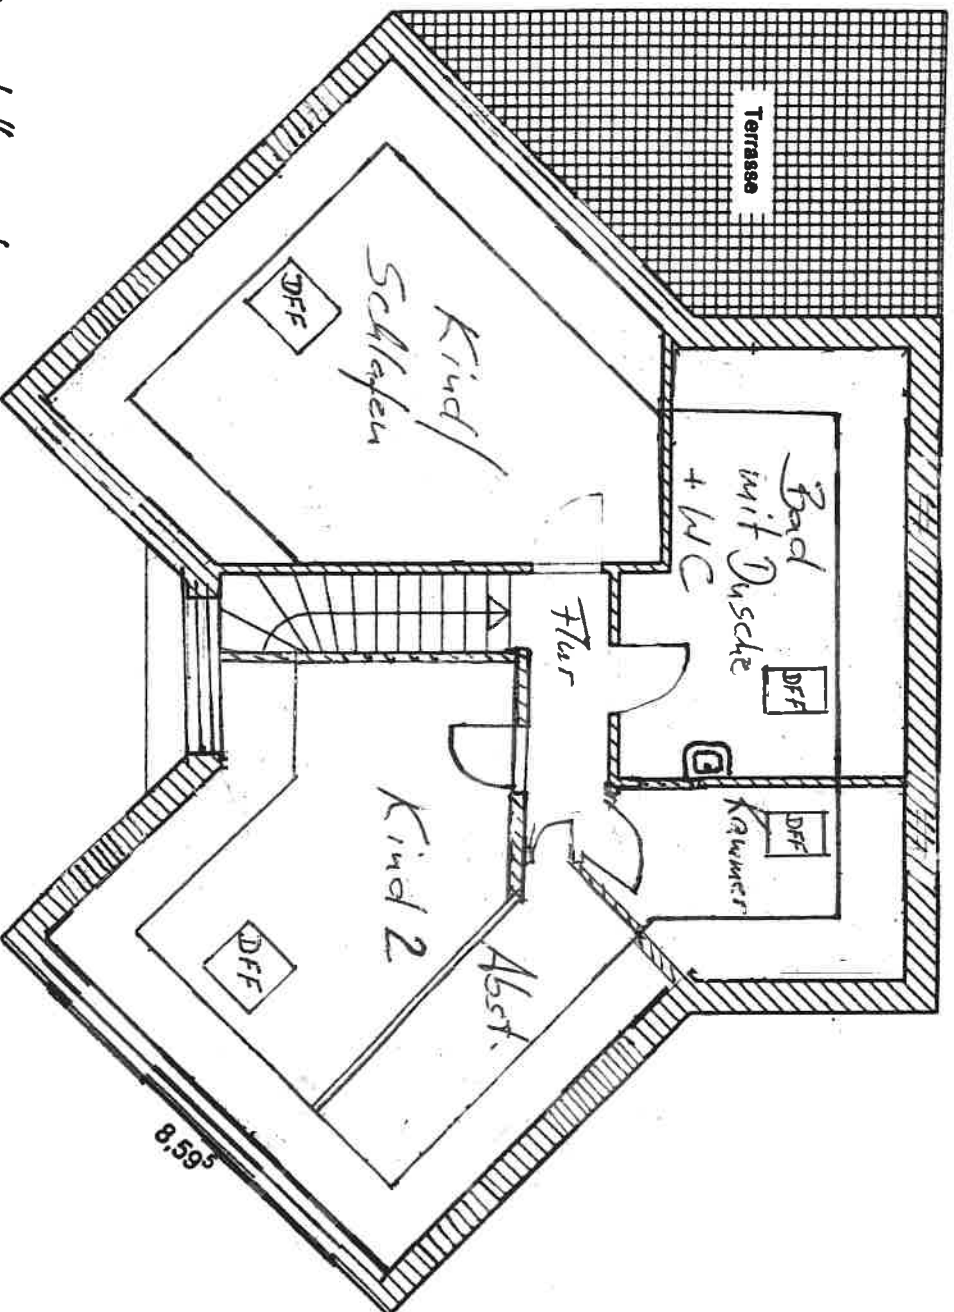 Terrasse
Kind/
Schlafen
DFF
Bad
mit Dusche
+ WC
DFF
Flur
Kammer
DFF
Kind 2
DFF
Abst.
8,59⁵